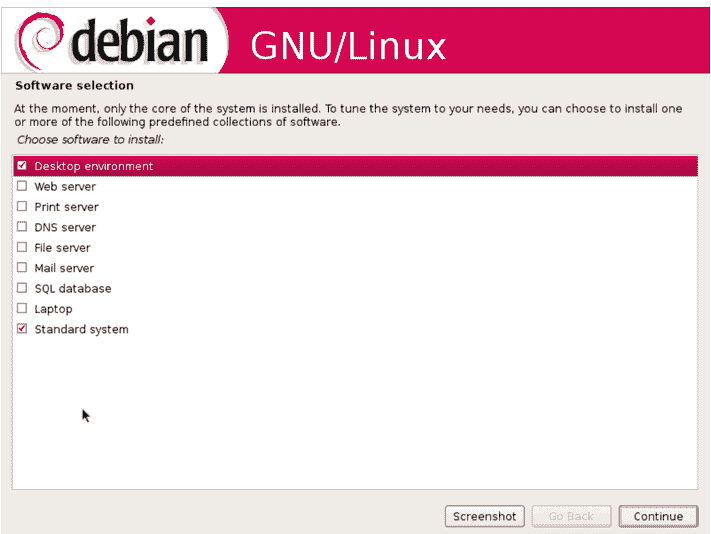 debian GNU/Linux
Software selection
At the moment, only the core of the system is installed. To tune the system to your needs, you can choose to install one
or more of the following predefined collections of software.
Choose software to install:
Desktop environment
Web server
Print server
DNS server
File server
Mail server
SQL database
Laptop
Standard system
Screenshot Go Back Continue